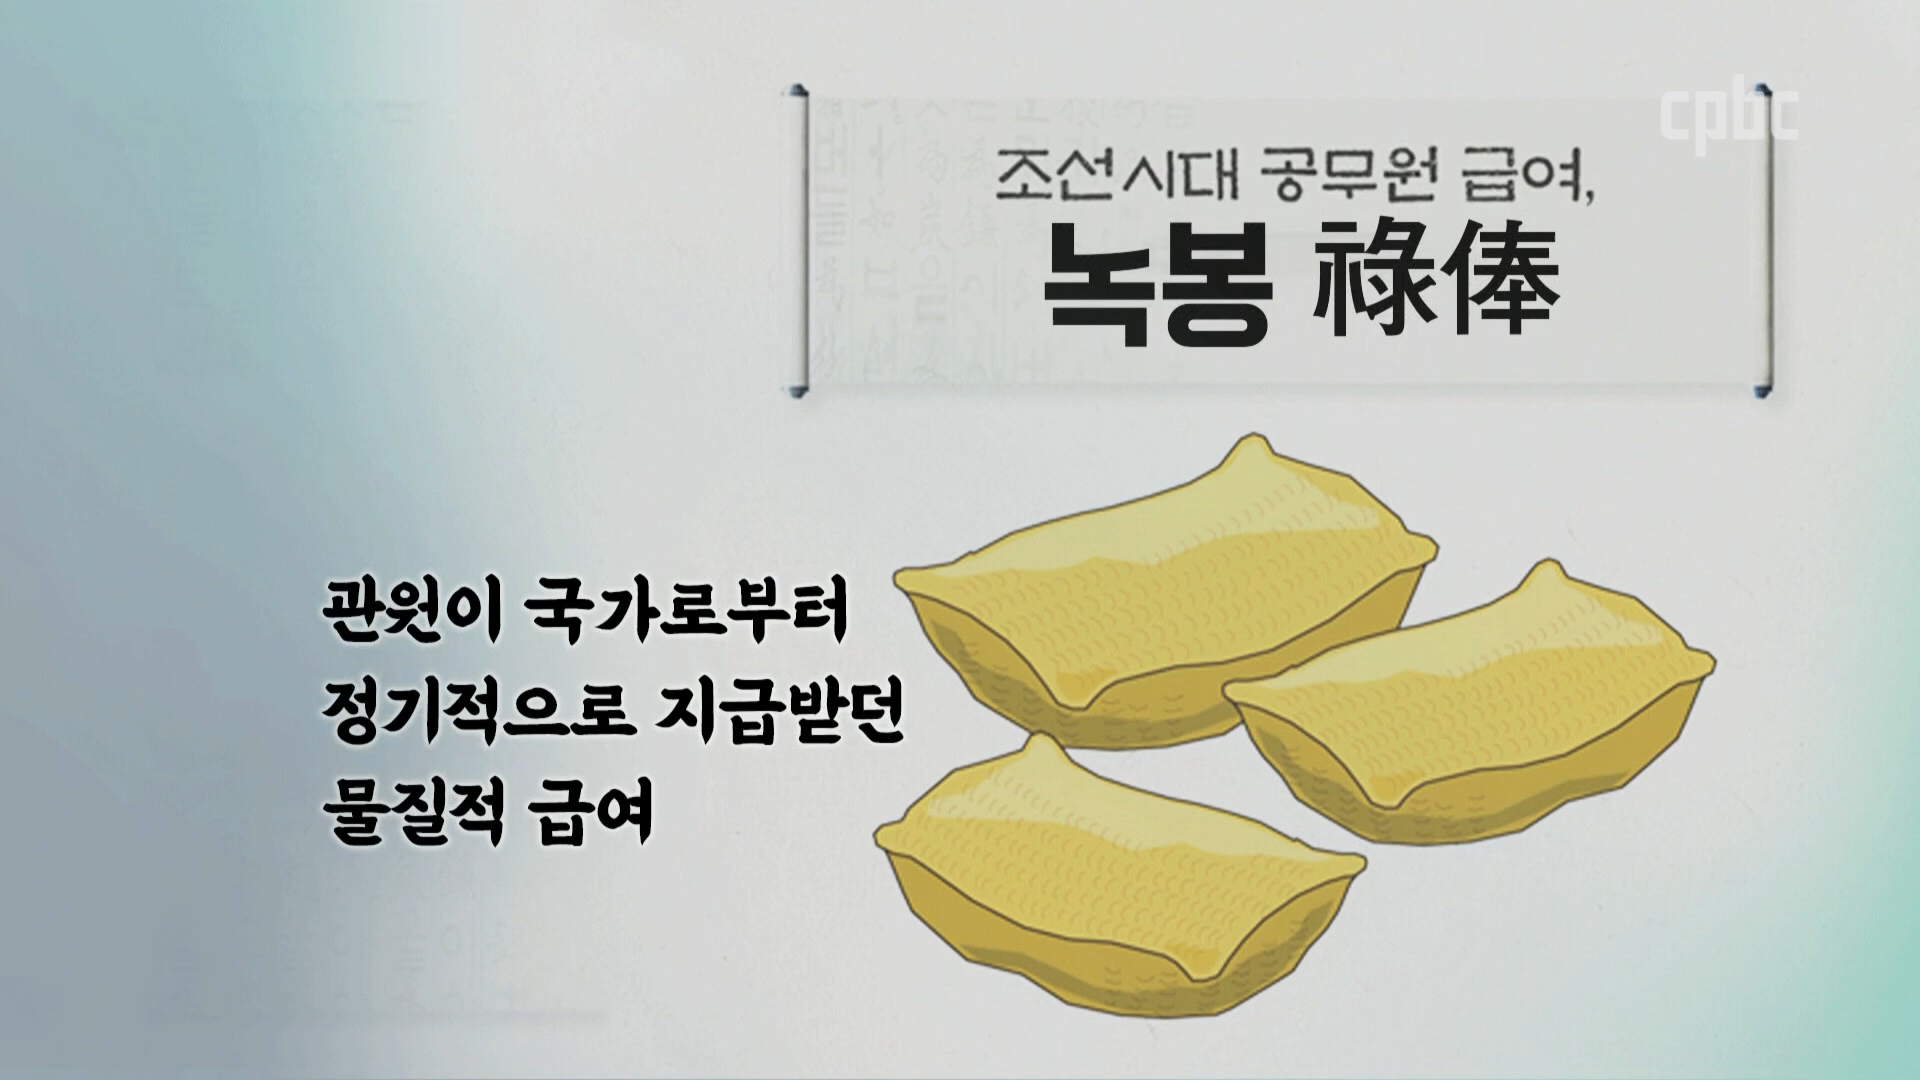 cpbc
조선시대 공무원 급여,
녹봉 祿俸
관원이 국가로부터
정기적으로 지급받던
물질적 급여